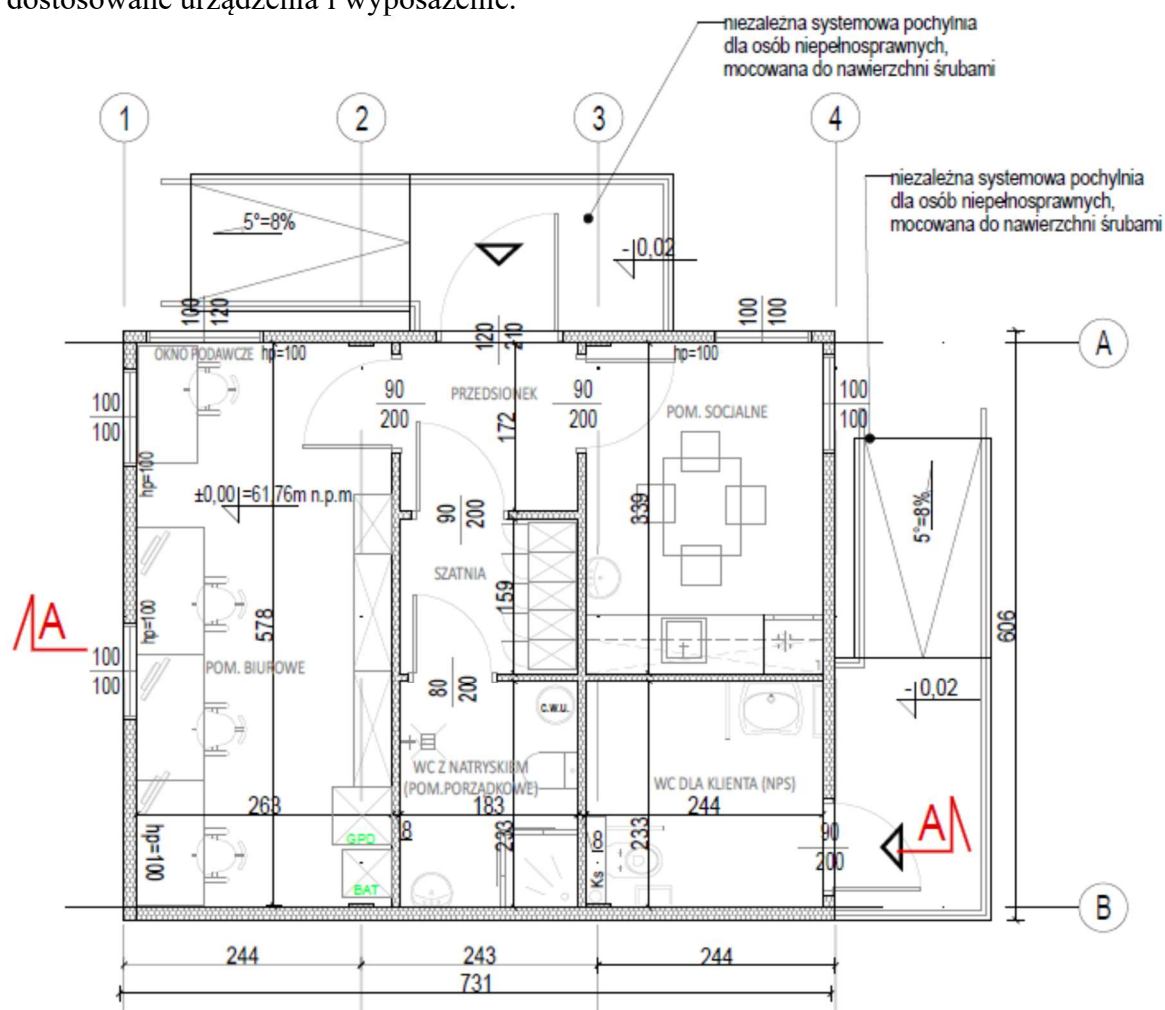 dostosowane urządzenia i wyposażenie.
niezależna systemowa pochylnia
dla osób niepełnosprawnych,
mocowana do nawierzchni śrubami
1
2
3
4
niezależna systemowa pochylnia
dla osób niepełnosprawnych,
mocowana do nawierzchni śrubami
5°=8%
-0,02
100
120
120
210
100
100
A
OKNO PODAWCZE
hp=100
hp=100
PRZEDSIONEK
90
200
90
200
POM. SOCJALNE
100
100
100
100
172
hp=100
±0,00=61,76m n.p.m
90
200
339
5°=8%
SZATNIA
159
A
hp=100
578
606
100
100
POM. BIUROWE
80
200
-0,02
c.w.u.
WC Z NATRYSKIEM
(POM.PORZĄDKOWE)
WC DLA KLIENTA (NPS)
263
183
244
hp=100
GPD
8
233
233
90
200
A
Ks
BAT
B
244
243
244
731